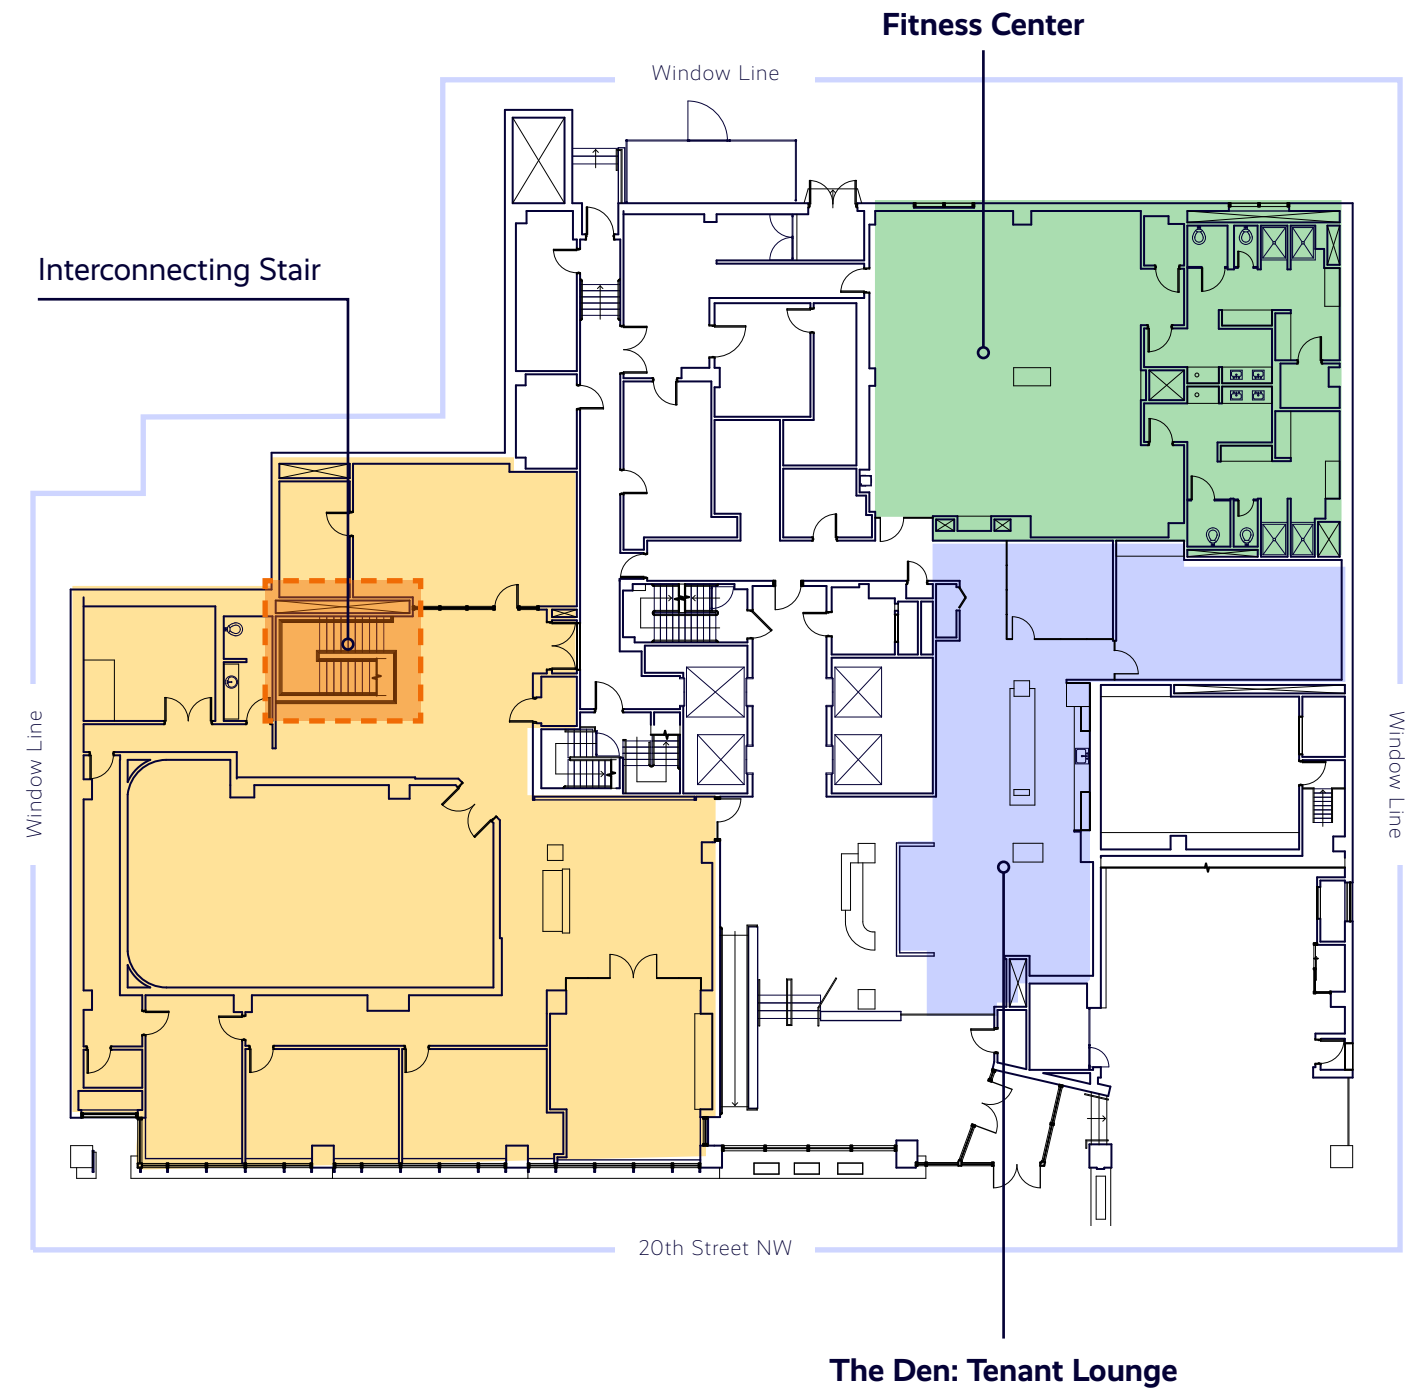 Fitness Center
Window Line
Interconnecting Stair
Window Line
Window Line
20th Street NW
The Den: Tenant Lounge